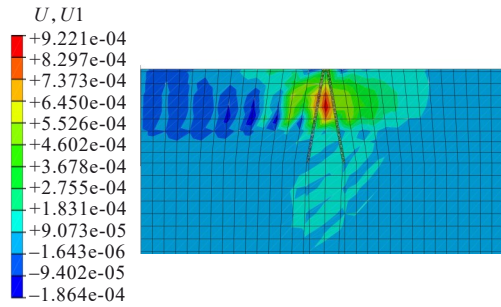 U, U1
+9.221e-04
+8.297e-04
+7.373e-04
+6.450e-04
+5.526e-04
+4.602e-04
+3.678e-04
+2.755e-04
+1.831e-04
+9.073e-05
−1.643e-06
−9.402e-05
−1.864e-04